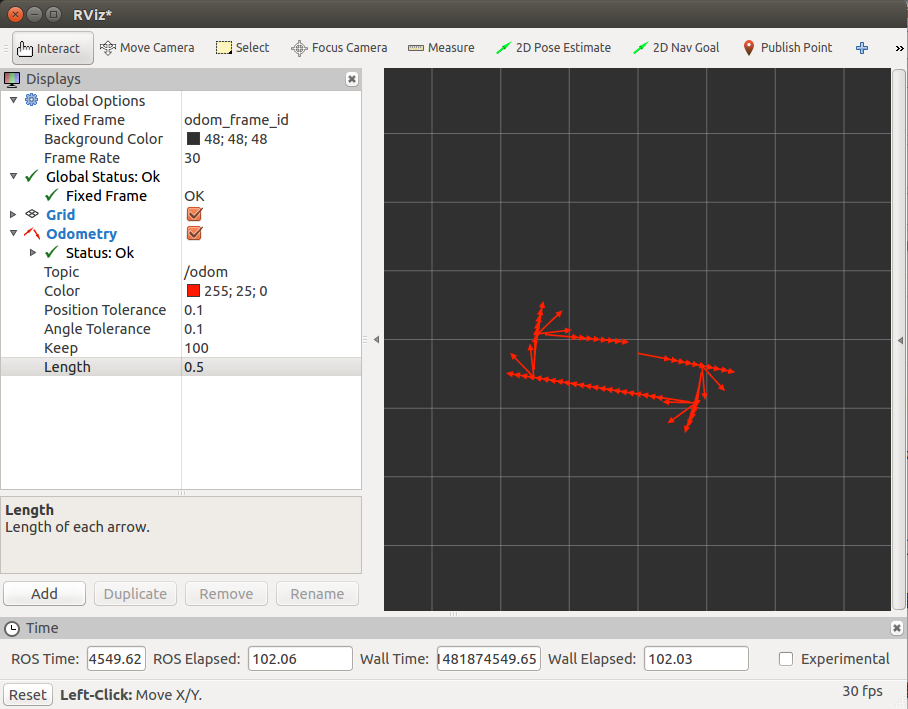 RViz*
Interact Move Camera Select Focus Camera Measure 2D Pose Estimate 2D Nav Goal Publish Point »
Displays
Global Options
Fixed Frame odom_frame_id
Background Color 48; 48; 48
Frame Rate 30
Global Status: Ok
Fixed Frame OK
Grid
Odometry
Status: Ok
Topic /odom
Color 255; 25; 0
Position Tolerance 0.1
Angle Tolerance 0.1
Keep 100
Length 0.5
Length
Length of each arrow.
Add Duplicate Remove Rename
Time
ROS Time: 4549.62 ROS Elapsed: 102.06 Wall Time: 1481874549.65 Wall Elapsed: 102.03 Experimental
Reset Left-Click: Move X/Y. 30 fps